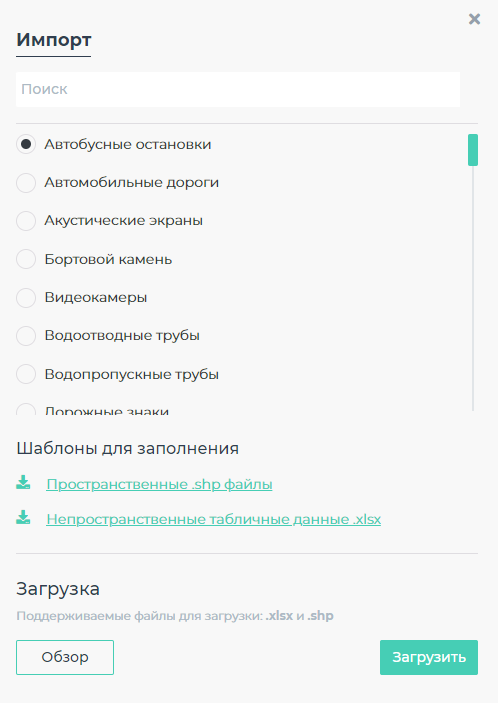 Импорт
Поиск
Автобусные остановки
Автомобильные дороги
Акустические экраны
Бортовой камень
Видеокамеры
Водоотводные трубы
Водопропускные трубы
Дорожные знаки
Шаблоны для заполнения
Пространственные .shp файлы
Непространственные табличные данные .xlsx
Загрузка
Поддерживаемые файлы для загрузки: .xlsx и .shp
Обзор
Загрузить